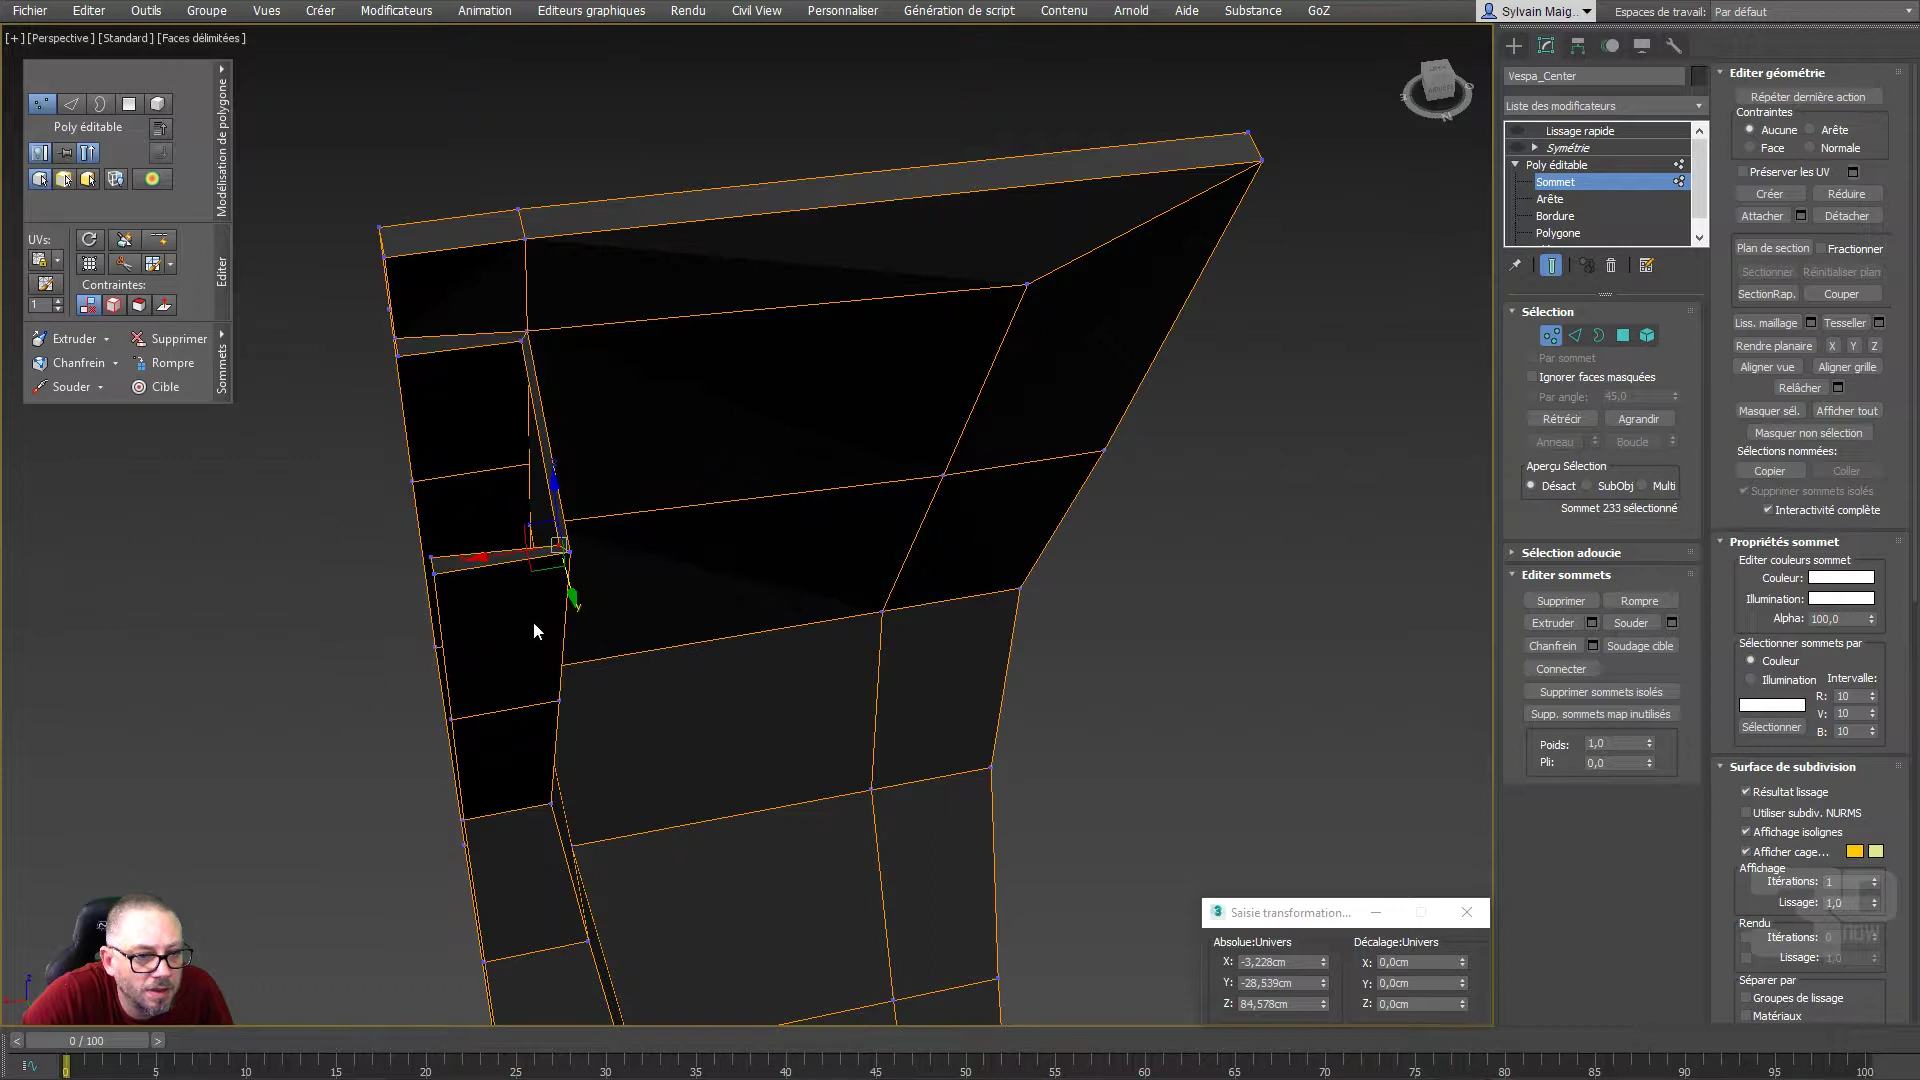 Fichier Editer Outils Groupe Vues Créer Modificateurs Animation Editeurs graphiques Rendu Civil View Personnaliser Génération de script Contenu Arnold Aide Substance GoZ Sylvain Maig.. Espaces de travail: Par défaut
[+] [Perspective] [Standard] [Faces délimitées]
Modélisation de polygone
Poly éditable
UVs:
Editer
Contraintes:
1
Extruder Supprimer
Chanfrein Rompre
Souder Cible
Sommets
Vespa_Center
Liste des modificateurs
Lissage rapide
Symétrie
Poly éditable
Sommet
Arête
Bordure
Polygone
Sélection
Par sommet
Ignorer faces masquées
Par angle: 45,0
Rétrécir Agrandir
Anneau Boucle
Aperçu Sélection
Désact SubObj Multi
Sommet 233 sélectionné
Sélection adoucie
Editer sommets
Supprimer Rompre
Extruder Souder
Chanfrein Soudage cible
Connecter
Supprimer sommets isolés
Supp. sommets map inutilisés
Poids: 1,0
Pli: 0,0
Editer géométrie
Répéter dernière action
Contraintes
Aucune Arête
Face Normale
Préserver les UV
Créer Réduire
Attacher Détacher
Plan de section Fractionner
Sectionner Réinitialiser plan
SectionRap. Couper
Liss. maillage Tesseller
Rendre planaire X Y Z
Aligner vue Aligner grille
Relâcher
Masquer sél. Afficher tout
Masquer non sélection
Sélections nommées:
Copier Coller
Supprimer sommets isolés
Interactivité complète
Propriétés sommet
Editer couleurs sommet
Couleur:
Illumination:
Alpha: 100,0
Sélectionner sommets par
Couleur
Illumination Intervalle:
R: 10
V: 10
Sélectionner B: 10
Surface de subdivision
Résultat lissage
Utiliser subdiv. NURMS
Affichage isolignes
Afficher cage...
Affichage
Itérations: 1
Lissage: 1,0
Rendu
Itérations: 0
Lissage: 1,0
Séparer par
Groupes de lissage
Matériaux
3 Saisie transformation...
Absolue:Univers Décalage:Univers
X: -3,228cm X: 0,0cm
Y: -28,539cm Y: 0,0cm
Z: 84,578cm Z: 0,0cm
< 0 / 100 >
0 5 10 15 20 25 30 35 40 45 50 55 60 65 70 75 80 85 90 95 100